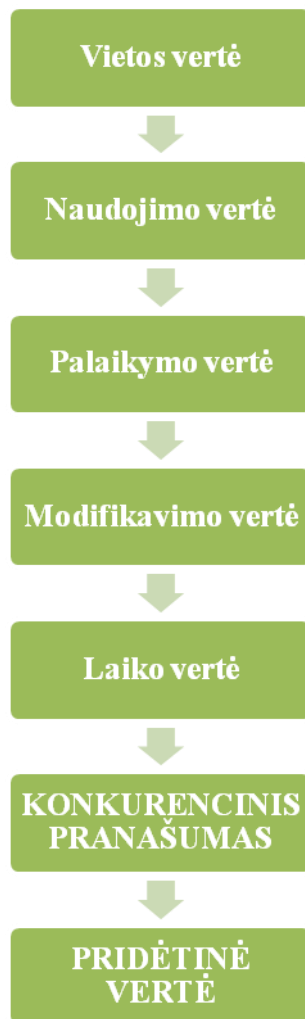 Vietos vertė
Naudojimo vertė
Palaikymo vertė
Modifikavimo vertė
Laiko vertė
KONKURENCINIS
PRANAŠUMAS
PRIDĖTINĖ
VERTĖ